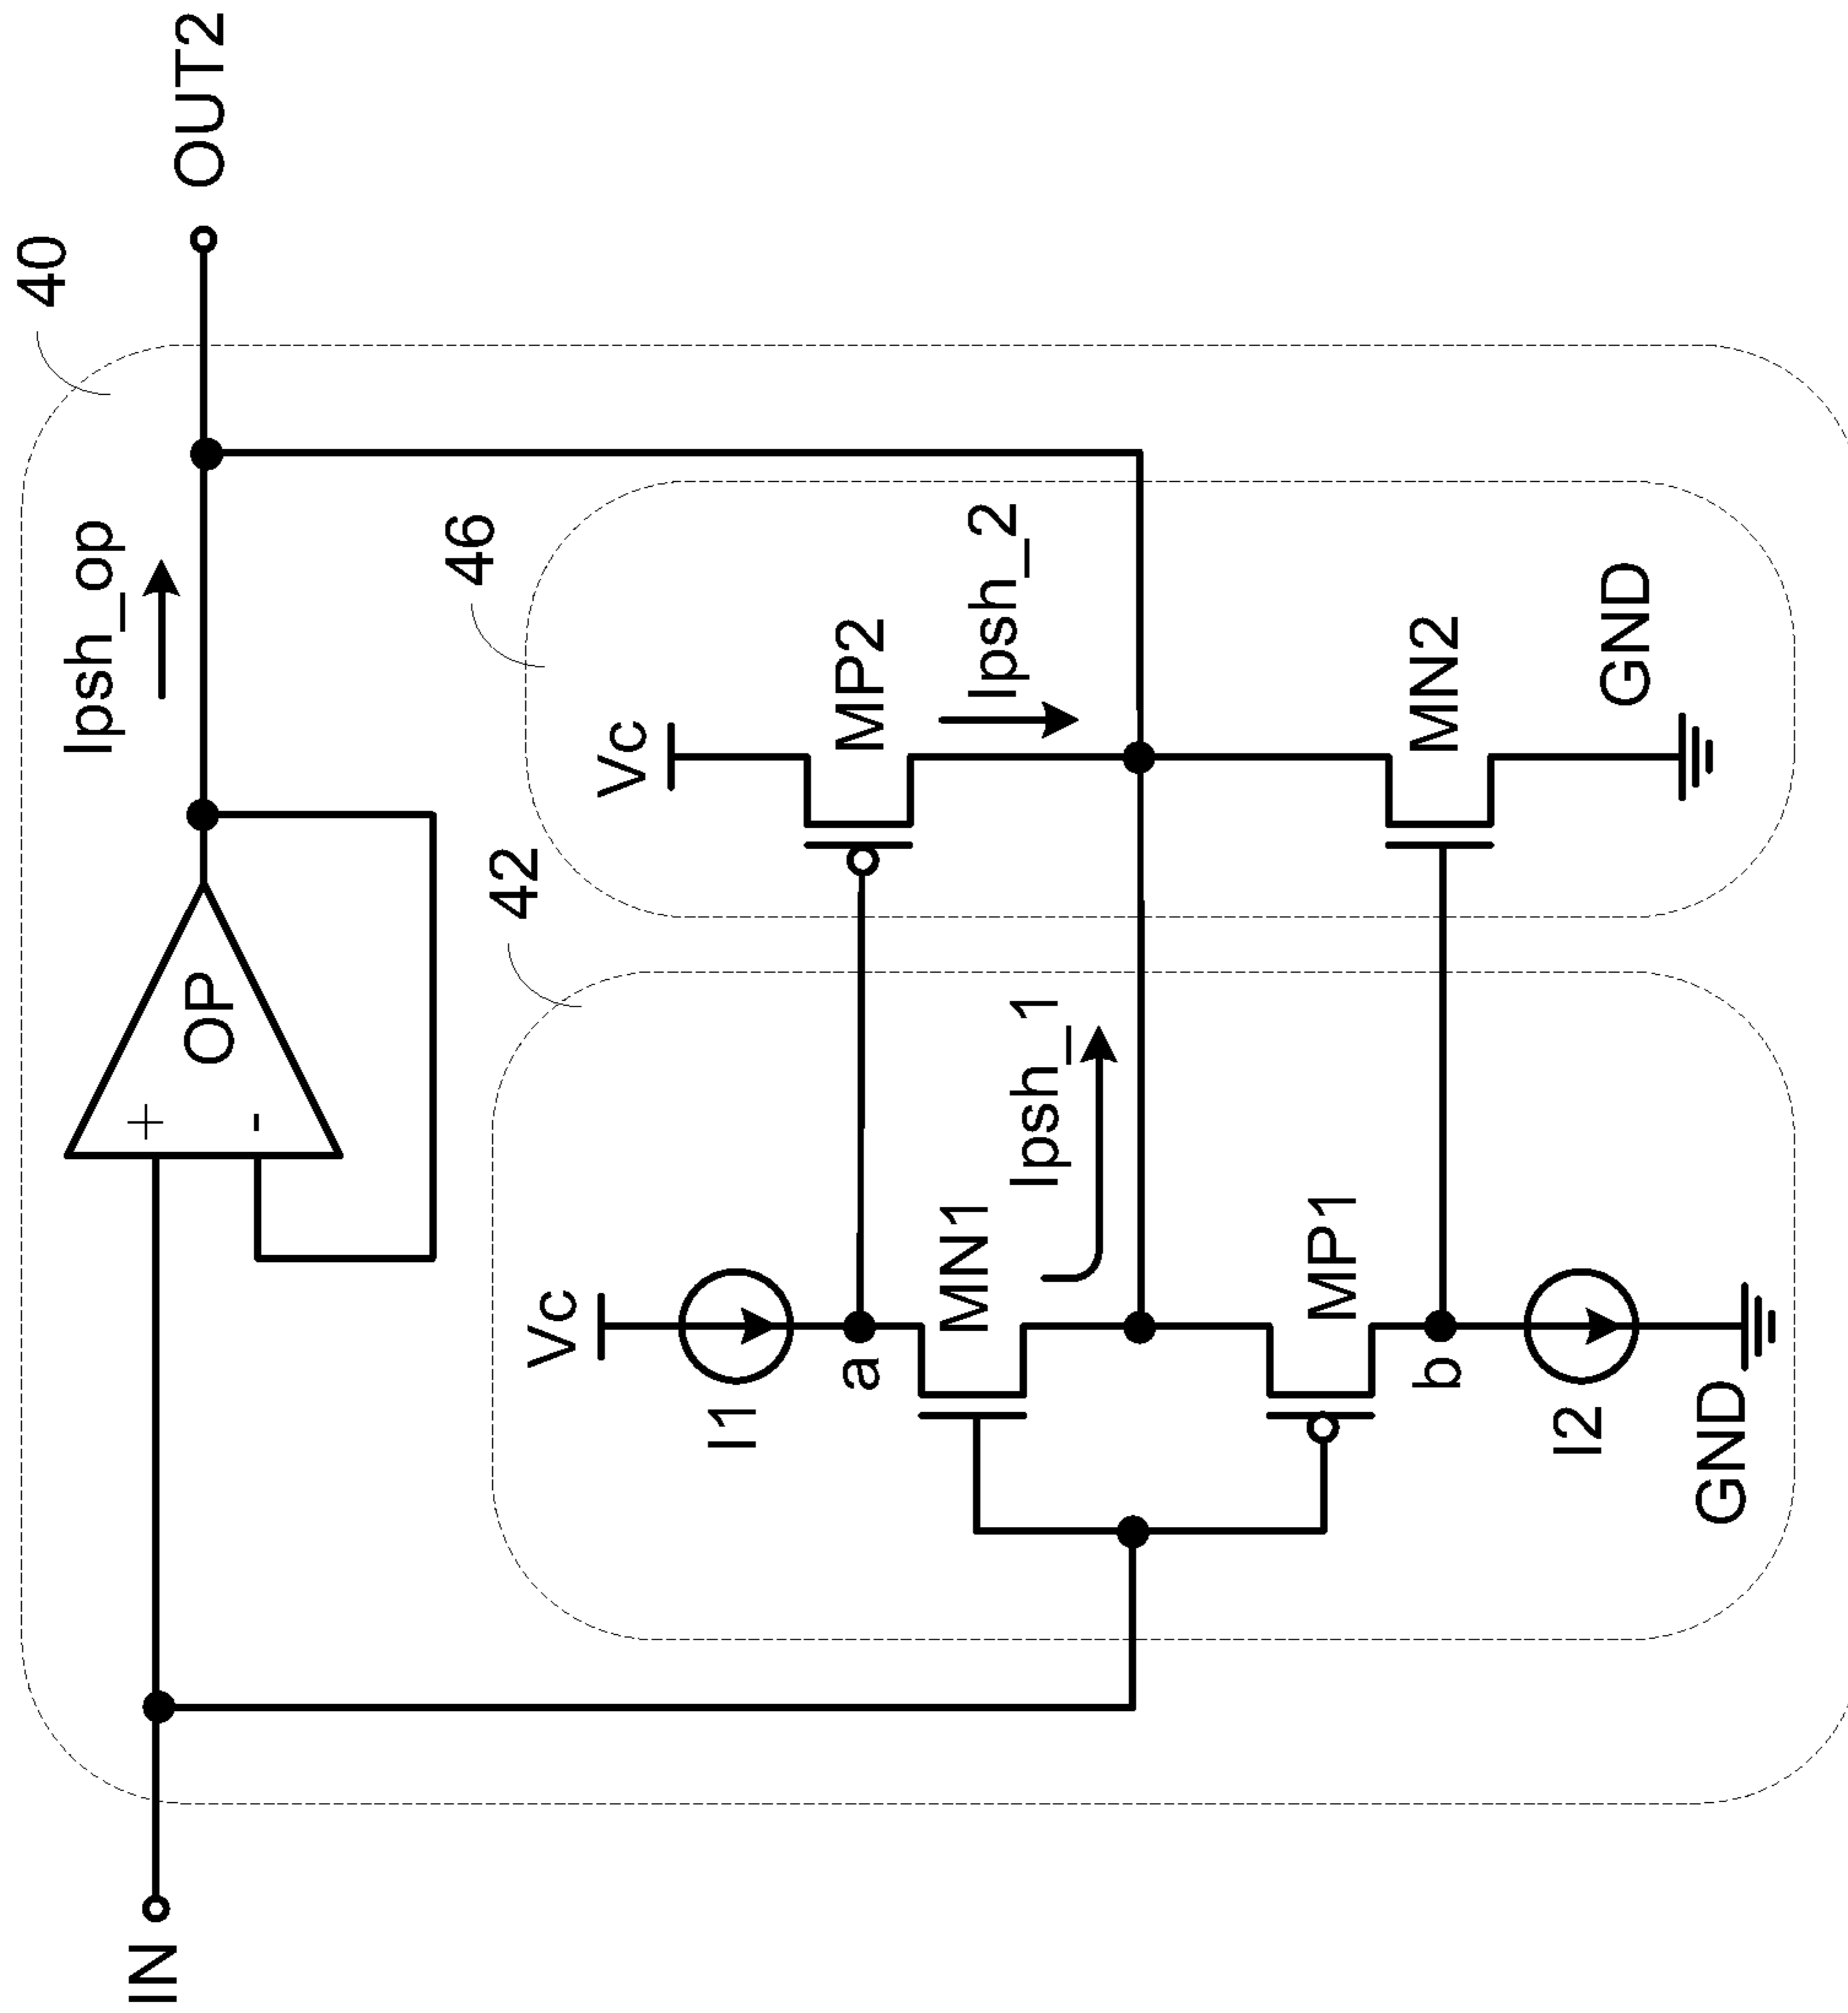 40
Ipsh_op
OUT2
IN
+
-
OP
46
42
Vc
Vc
I1
a
MP2
MN1
Ipsh_2
Ipsh_1
MP1
b
MN2
I2
GND
GND